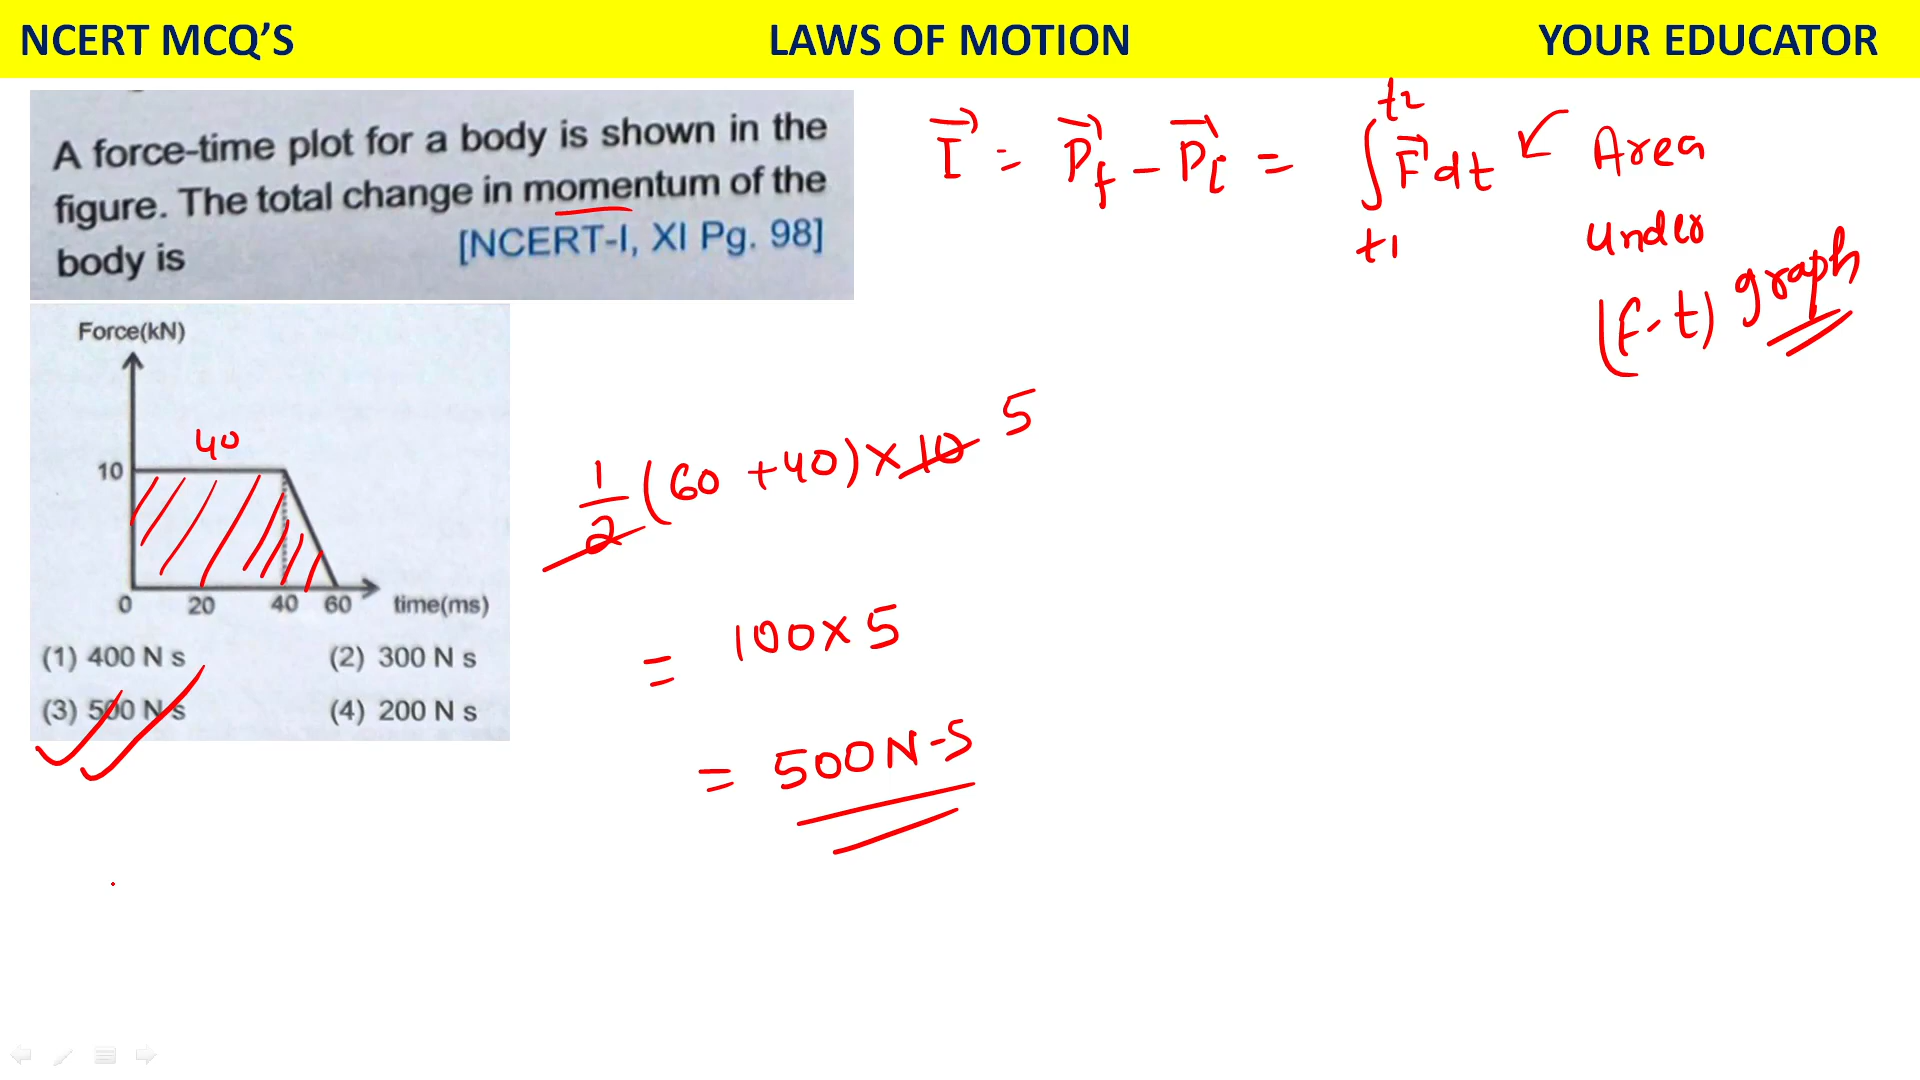 NCERT MCQ'S LAWS OF MOTION YOUR EDUCATOR
A force-time plot for a body is shown in the
figure. The total change in momentum of the
body is [NCERT-I, XI Pg. 98]
Force(kN)
40
10
0 20 40 60 time(ms)
(1) 400 N s (2) 300 N s
(3) 500 N s (4) 200 N s
I = Pf - Pi = ∫t1t2 F dt Area
under
(F-t) graph
1/2 (60 + 40) × 10 5
= 100 × 5
= 500 N-S